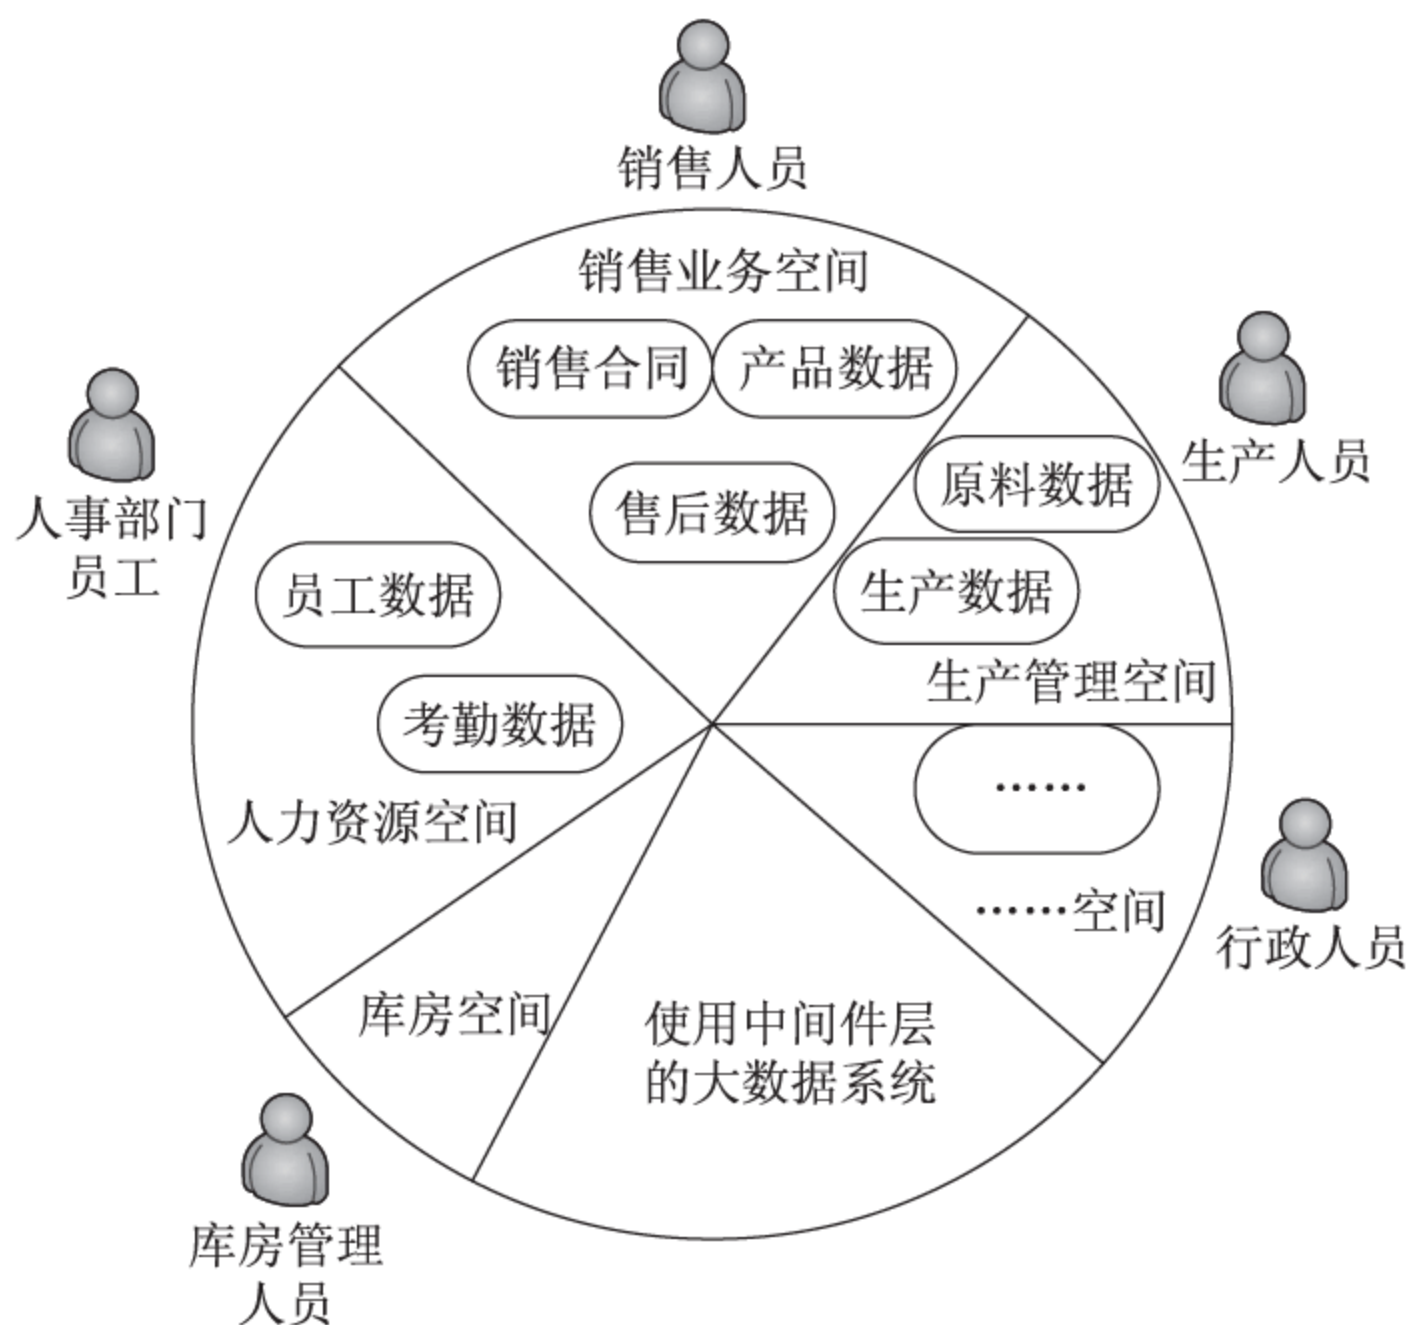 销售人员
销售业务空间
销售合同
产品数据
售后数据
生产人员
原料数据
生产数据
生产管理空间
人事部门
员工
员工数据
考勤数据
人力资源空间
……
……空间
行政人员
库房空间
使用中间件层
的大数据系统
库房管理
人员